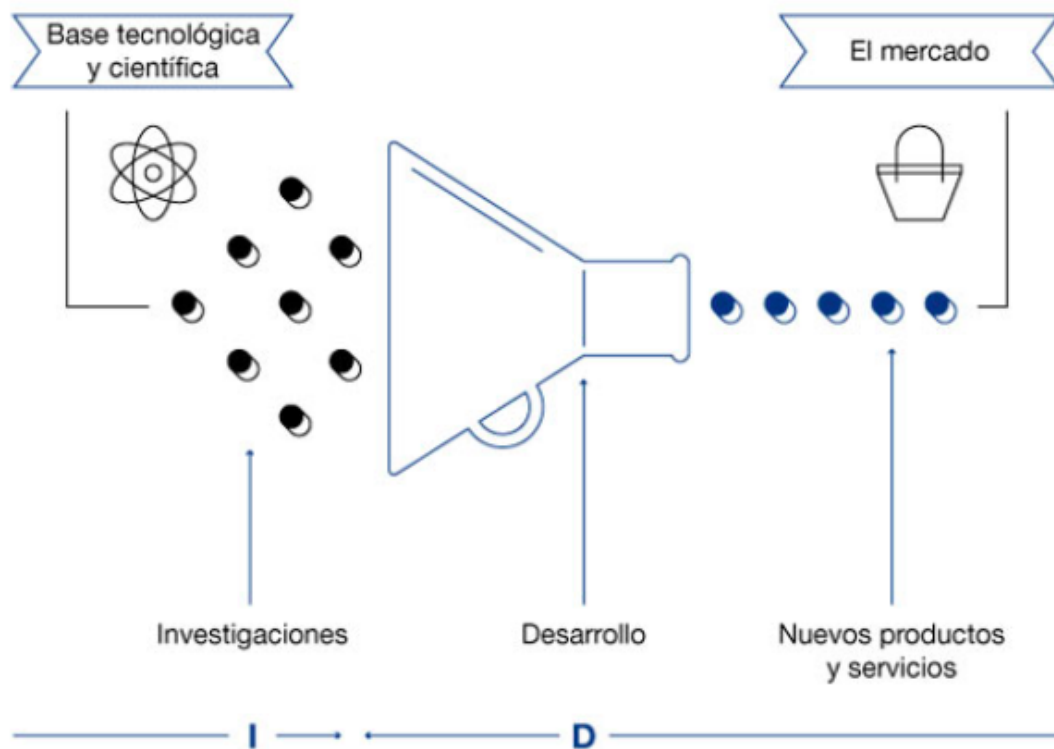 Base tecnológica
y científica
El mercado
Investigaciones
Desarrollo
Nuevos productos
y servicios
I
D